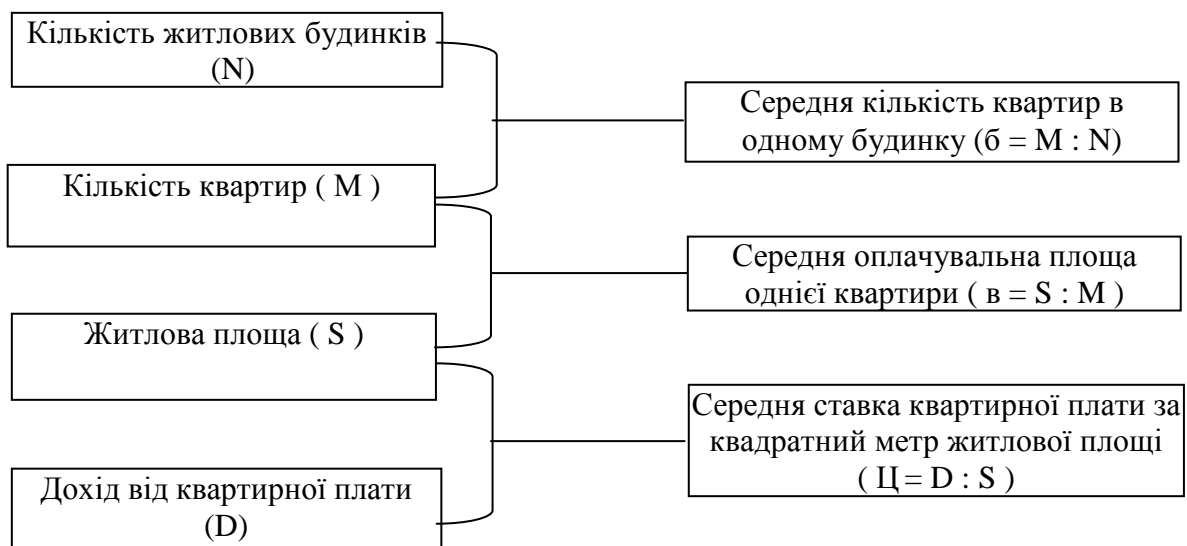 Кількість житлових будинків
(N)
Середня кількість квартир в
одному будинку (б = M : N)
Кількість квартир ( M )
Середня оплачувальна площа
однієї квартири ( в = S : M )
Житлова площа ( S )
Середня ставка квартирної плати за
квадратний метр житлової площі
( Ц = D : S )
Дохід від квартирної плати
(D)